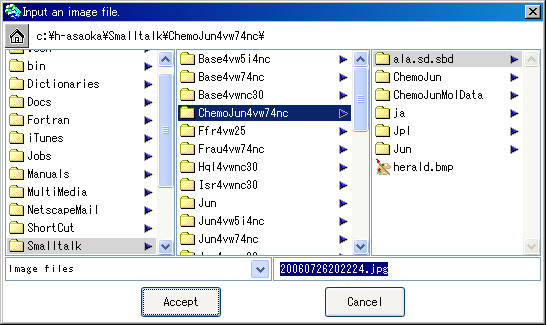 Input an image file.
c:¥h-asaoka¥Smalltalk¥ChemoJun4vw74nc¥
bin
Dictionaries
Docs
Fortran
iTunes
Jobs
Manuals
MultiMedia
NetscapeMail
ShortCut
Smalltalk
Base4vw5i4nc
Base4vw74nc
Base4vwnc30
ChemoJun4vw74nc
Ffr4vw25
Frau4vw74nc
Hql4vwnc30
Isr4vwnc30
Jun
Jun4vw5i4nc
Jun4vw74nc
ala.sd.sbd
ChemoJun
ChemoJunMolData
ja
Jpl
Jun
herald.bmp
Image files
20060726202224.jpg
Accept
Cancel